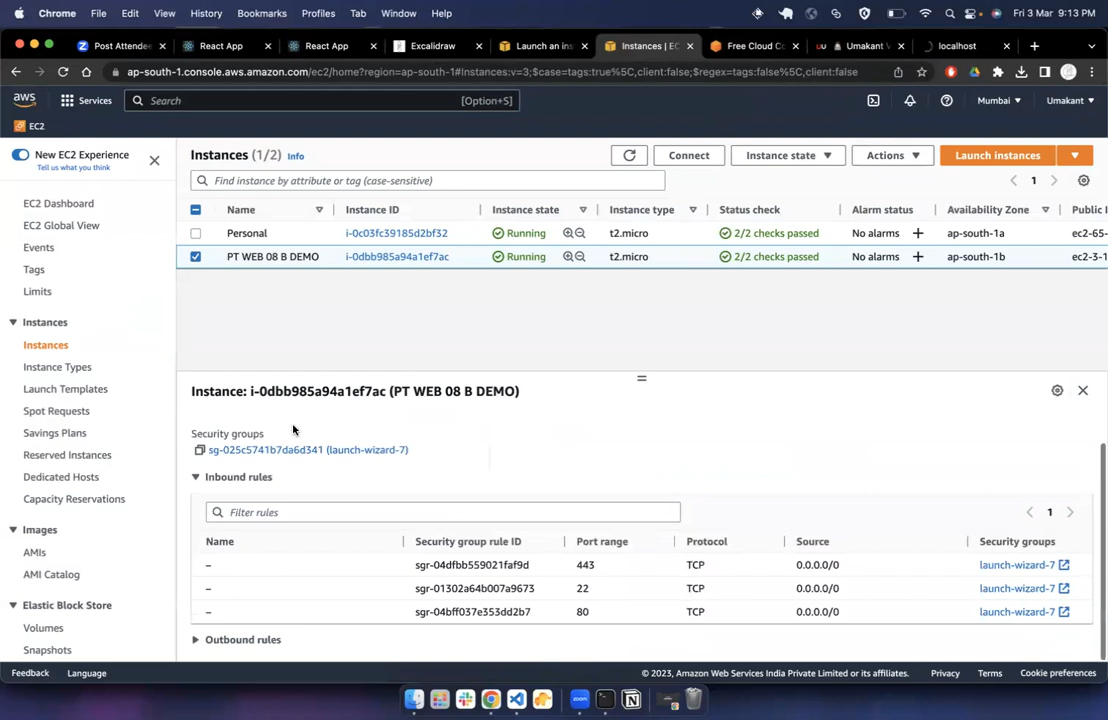 Chrome File Edit View History Bookmarks Profiles Tab Window Help Fri 3 Mar 9:13 PM
Post Attendee React App React App Excalidraw Launch an ins Instances | EC Free Cloud Co Umakant V localhost
ap-south-1.console.aws.amazon.com/ec2/home?region=ap-south-1#Instances:v=3;$case=tags:true%5C,client:false;$regex=tags:false%5C,client:false
aws Services Search [Option+S] Mumbai Umakant
EC2
New EC2 Experience
Tell us what you think
EC2 Dashboard
EC2 Global View
Events
Tags
Limits
Instances
Instances
Instance Types
Launch Templates
Spot Requests
Savings Plans
Reserved Instances
Dedicated Hosts
Capacity Reservations
Images
AMIs
AMI Catalog
Elastic Block Store
Volumes
Snapshots
Instances (1/2) Info Connect Instance state Actions Launch instances
Find instance by attribute or tag (case-sensitive) 1
Name Instance ID Instance state Instance type Status check Alarm status Availability Zone Public I
Personal i-0c03fc39185d2bf32 Running t2.micro 2/2 checks passed No alarms + ap-south-1a ec2-65-
PT WEB 08 B DEMO i-0dbb985a94a1ef7ac Running t2.micro 2/2 checks passed No alarms + ap-south-1b ec2-3-1
Instance: i-0dbb985a94a1ef7ac (PT WEB 08 B DEMO)
Security groups
sg-025c5741b7da6d341 (launch-wizard-7)
Inbound rules
Filter rules 1
Name Security group rule ID Port range Protocol Source Security groups
– sgr-04dfbb559021faf9d 443 TCP 0.0.0.0/0 launch-wizard-7
– sgr-01302a64b007a9673 22 TCP 0.0.0.0/0 launch-wizard-7
– sgr-04bff037e353dd2b7 80 TCP 0.0.0.0/0 launch-wizard-7
Outbound rules
Feedback Language © 2023, Amazon Web Services India Private Limited or its affiliates. Privacy Terms Cookie preferences
zoom